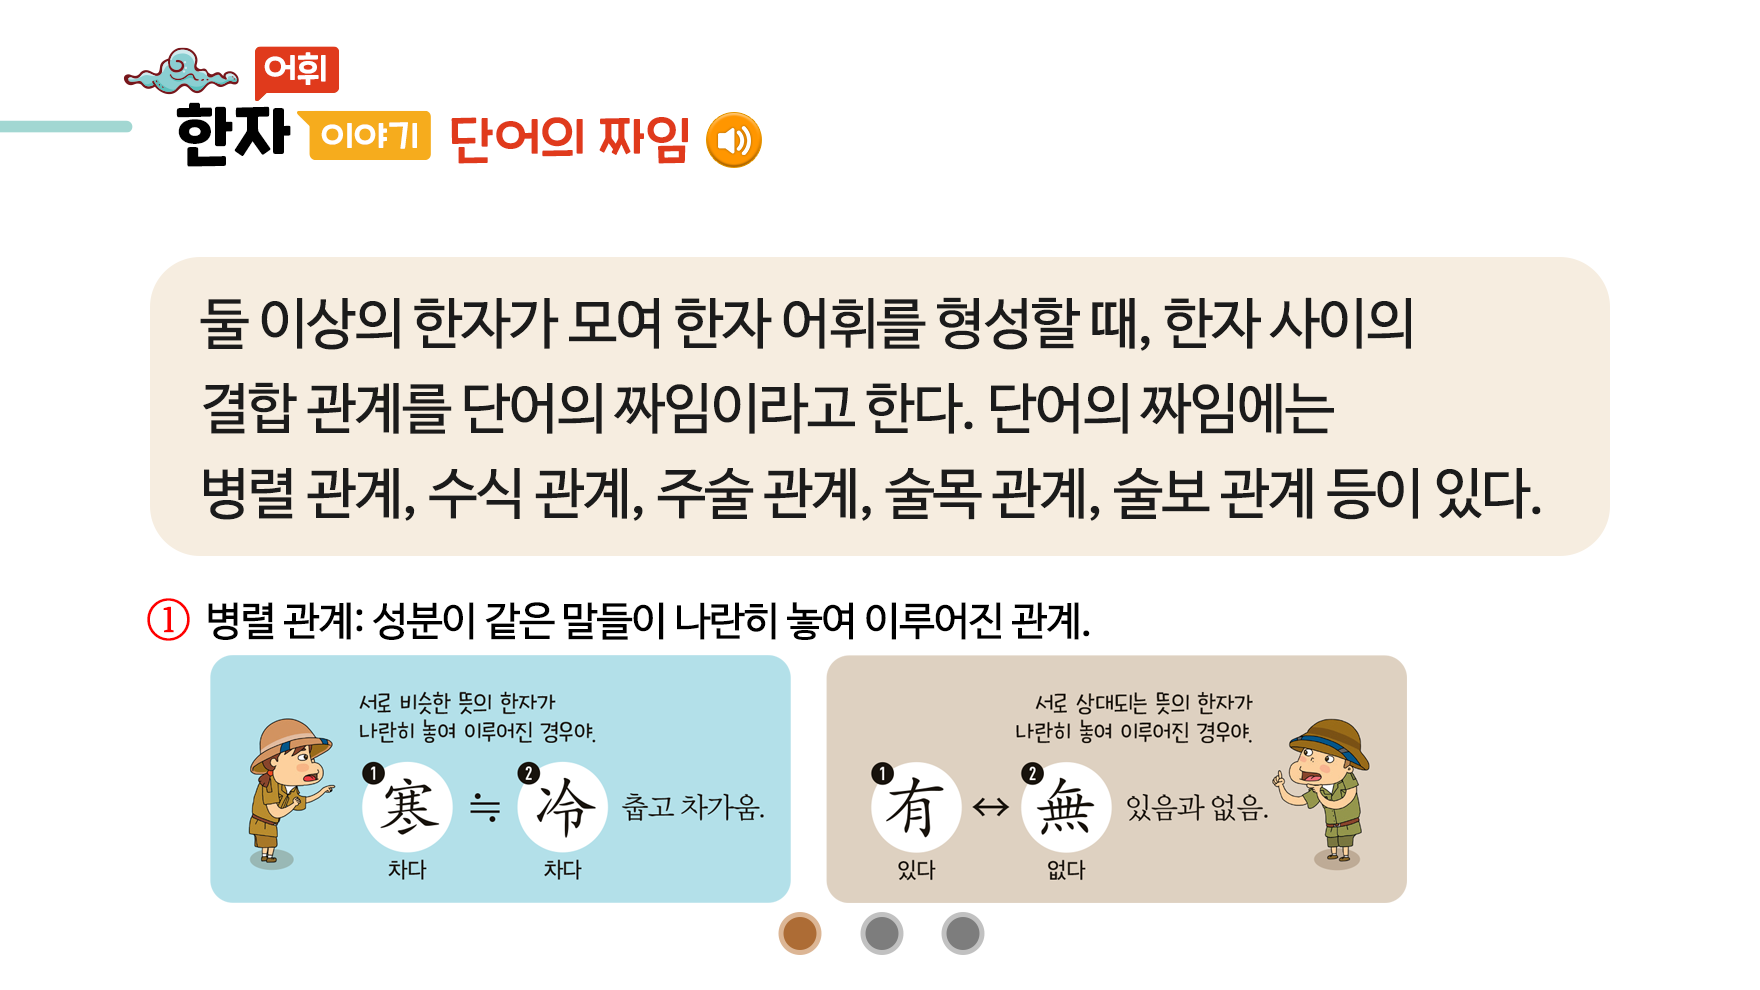 어휘
한자 이야기 단어의 짜임
둘 이상의 한자가 모여 한자 어휘를 형성할 때, 한자 사이의
결합 관계를 단어의 짜임이라고 한다. 단어의 짜임에는
병렬 관계, 수식 관계, 주술 관계, 술목 관계, 술보 관계 등이 있다.
① 병렬 관계: 성분이 같은 말들이 나란히 놓여 이루어진 관계.
서로 비슷한 뜻의 한자가
나란히 놓여 이루어진 경우야.
1 寒 ≒ 2 冷 춥고 차가움.
차다 차다
서로 상대되는 뜻의 한자가
나란히 놓여 이루어진 경우야.
1 有 ↔ 2 無 있음과 없음.
있다 없다